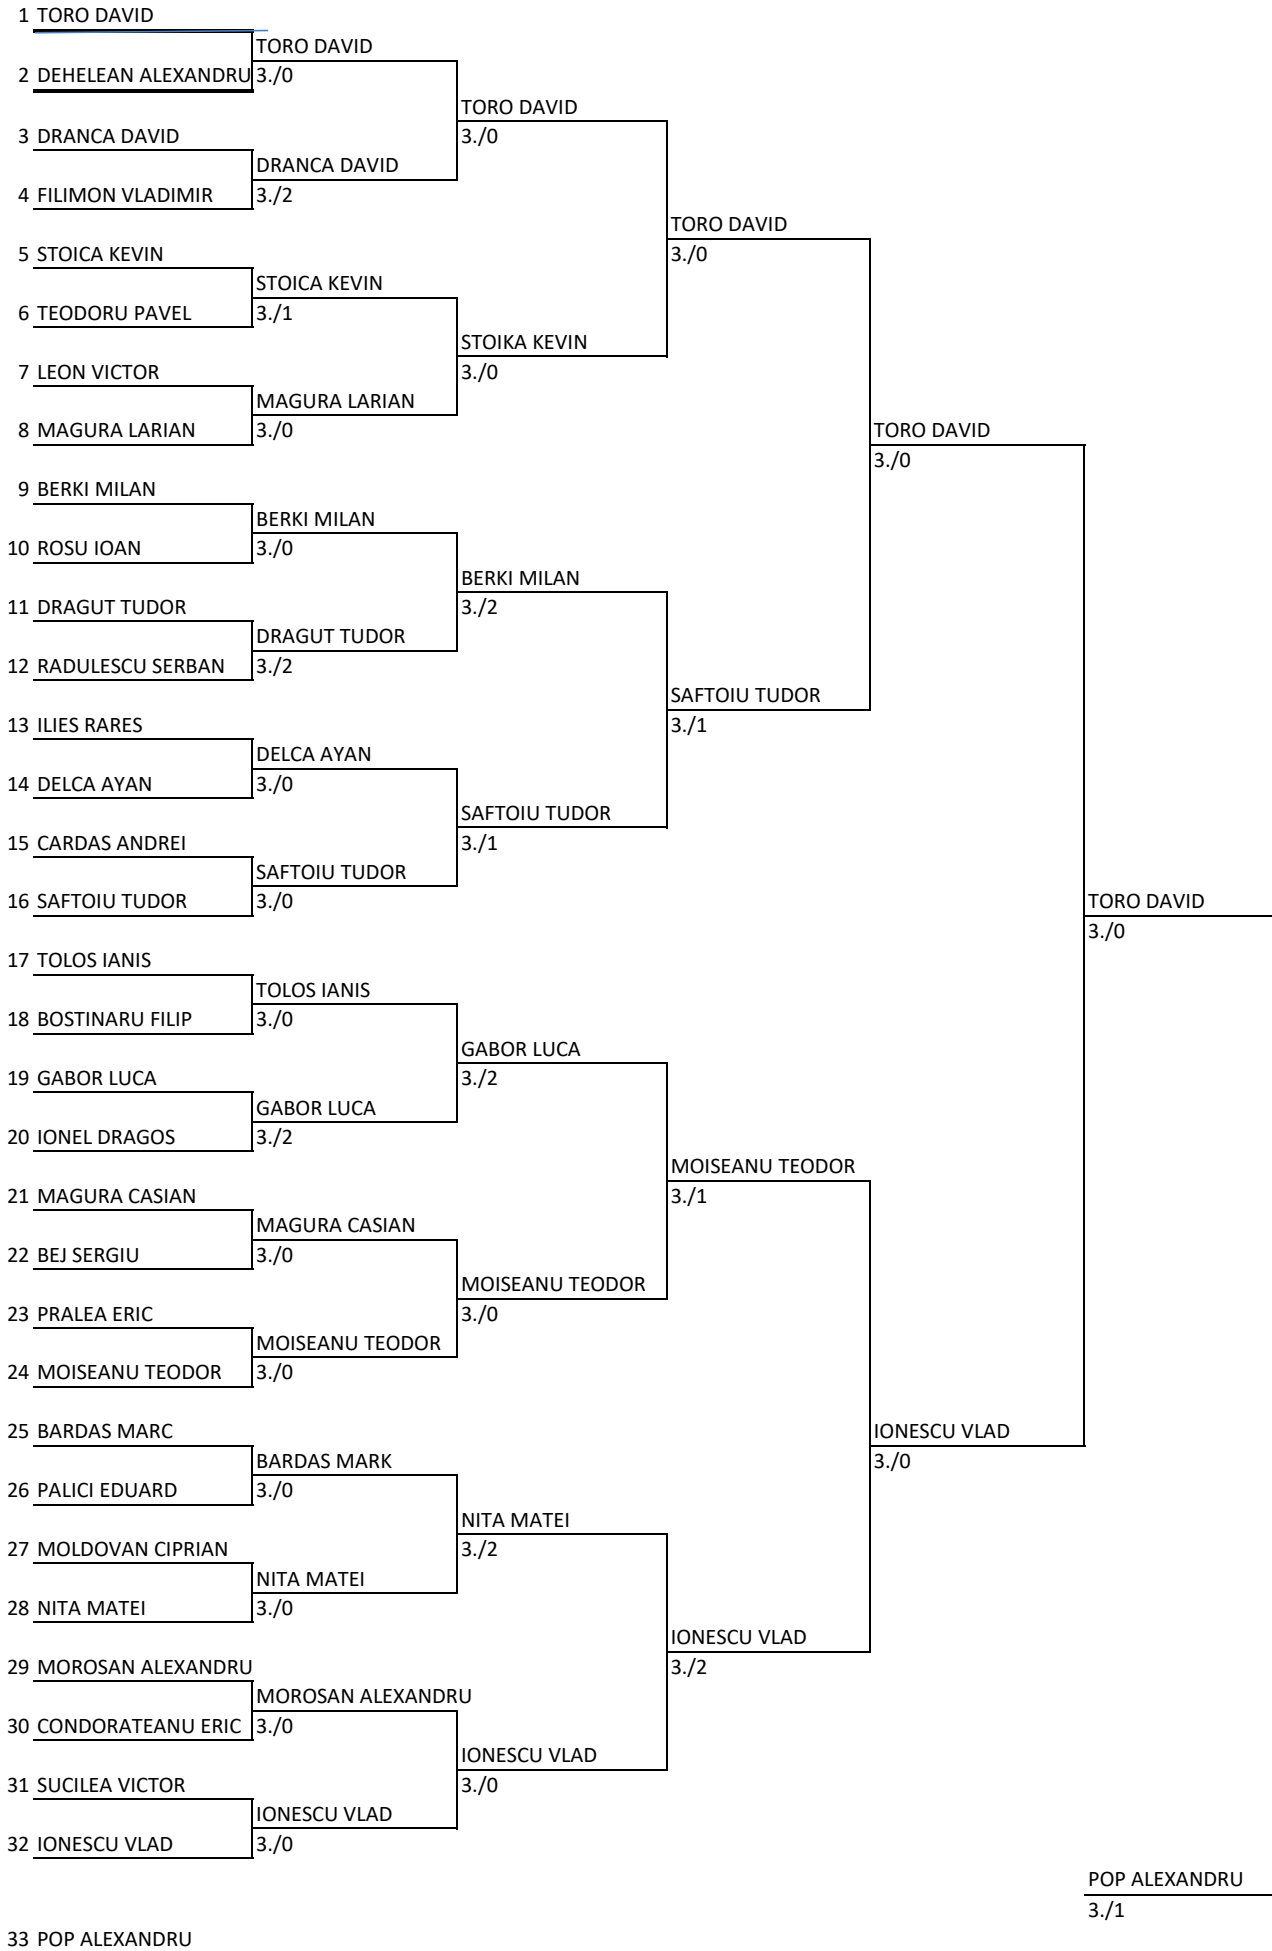 1 TORO DAVID
TORO DAVID
2 DEHELEAN ALEXANDRU 3./0
TORO DAVID
3 DRANCA DAVID 3./0
DRANCA DAVID
4 FILIMON VLADIMIR 3./2
TORO DAVID
5 STOICA KEVIN 3./0
STOICA KEVIN
6 TEODORU PAVEL 3./1
STOIKA KEVIN
7 LEON VICTOR 3./0
MAGURA LARIAN
8 MAGURA LARIAN 3./0 TORO DAVID
3./0
9 BERKI MILAN
BERKI MILAN
10 ROSU IOAN 3./0
BERKI MILAN
11 DRAGUT TUDOR 3./2
DRAGUT TUDOR
12 RADULESCU SERBAN 3./2
SAFTOIU TUDOR
13 ILIES RARES 3./1
DELCA AYAN
14 DELCA AYAN 3./0
SAFTOIU TUDOR
15 CARDAS ANDREI 3./1
SAFTOIU TUDOR
16 SAFTOIU TUDOR 3./0 TORO DAVID
3./0
17 TOLOS IANIS
TOLOS IANIS
18 BOSTINARU FILIP 3./0
GABOR LUCA
19 GABOR LUCA 3./2
GABOR LUCA
20 IONEL DRAGOS 3./2
MOISEANU TEODOR
21 MAGURA CASIAN 3./1
MAGURA CASIAN
22 BEJ SERGIU 3./0
MOISEANU TEODOR
23 PRALEA ERIC 3./0
MOISEANU TEODOR
24 MOISEANU TEODOR 3./0
25 BARDAS MARC IONESCU VLAD
BARDAS MARK 3./0
26 PALICI EDUARD 3./0
NITA MATEI
27 MOLDOVAN CIPRIAN 3./2
NITA MATEI
28 NITA MATEI 3./0
IONESCU VLAD
29 MOROSAN ALEXANDRU 3./2
MOROSAN ALEXANDRU
30 CONDORATEANU ERIC 3./0
IONESCU VLAD
31 SUCILEA VICTOR 3./0
IONESCU VLAD
32 IONESCU VLAD 3./0
POP ALEXANDRU
3./1
33 POP ALEXANDRU